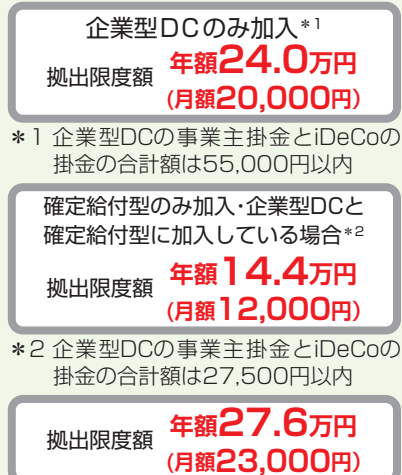 企業型DCのみ加入*1
拠出限度額 年額24.0万円
(月額20,000円)
*1 企業型DCの事業主掛金とiDeCoの
掛金の合計額は55,000円以内
確定給付型のみ加入・企業型DCと
確定給付型に加入している場合*2
拠出限度額 年額14.4万円
(月額12,000円)
*2 企業型DCの事業主掛金とiDeCoの
掛金の合計額は27,500円以内
拠出限度額 年額27.6万円
(月額23,000円)